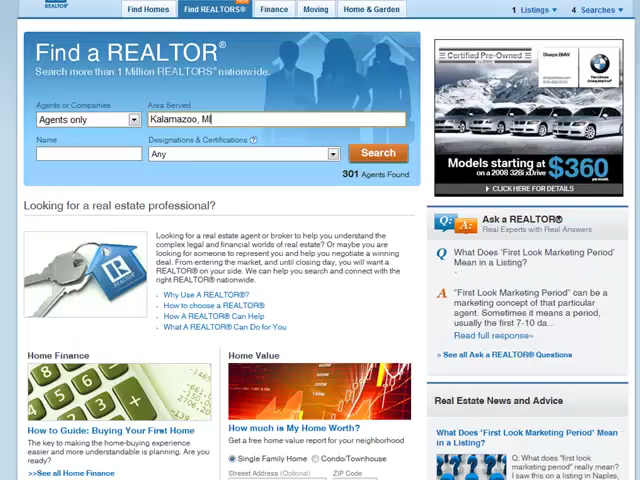 REALTOR®
Find Homes
Find REALTORS®
Finance
Moving
Home & Garden
1 Listings
4 Searches
Find a REALTOR®
Search more than 1 Million REALTORS® nationwide.
Agents or Companies
Area Served
Agents only
Kalamazoo, MI
Name
Designations & Certifications
Any
Search
301 Agents Found
Certified Pre-Owned
by BMW
Sharpe BMW
BMW
Models starting at
on a 2008 328i xDrive
$360
CLICK HERE FOR DETAILS
Looking for a real estate professional?
REALTOR®
Looking for a real estate agent or broker to help you understand the
complex legal and financial worlds of real estate? Or maybe you are
looking for someone to represent you and help you negotiate a winning
deal. From entering the market, and until closing day, you will want a
REALTOR® on your side. We can help you search and connect with the
right REALTOR® nationwide.
Why Use A REALTOR®?
How to choose a REALTOR®
How A REALTOR® Can Help
What A REALTOR® Can Do for You
Q:
A:
Ask a REALTOR®
Real Experts with Real Answers
Q
What Does 'First Look Marketing Period'
Mean in a Listing?
A
"First Look Marketing Period" can be a
marketing concept of that particular
agent. Sometimes it means a period,
usually the first 7-10 da...
Read full response»
» See all Ask a REALTOR® Questions
Home Finance
How to Guide: Buying Your First Home
The key to making the home-buying experience
easier and more understandable is planning. Are you
ready?
>>See all Home Finance
Home Value
How much is My Home Worth?
Get a free home value report for your neighborhood
Single Family Home
Condo/Townhouse
Street Address (Optional)
ZIP Code
Real Estate News and Advice
What Does 'First Look Marketing Period' Mean
in a Listing?
Q: What does "first look
marketing period" really mean?
I saw this on a listing in Naples,